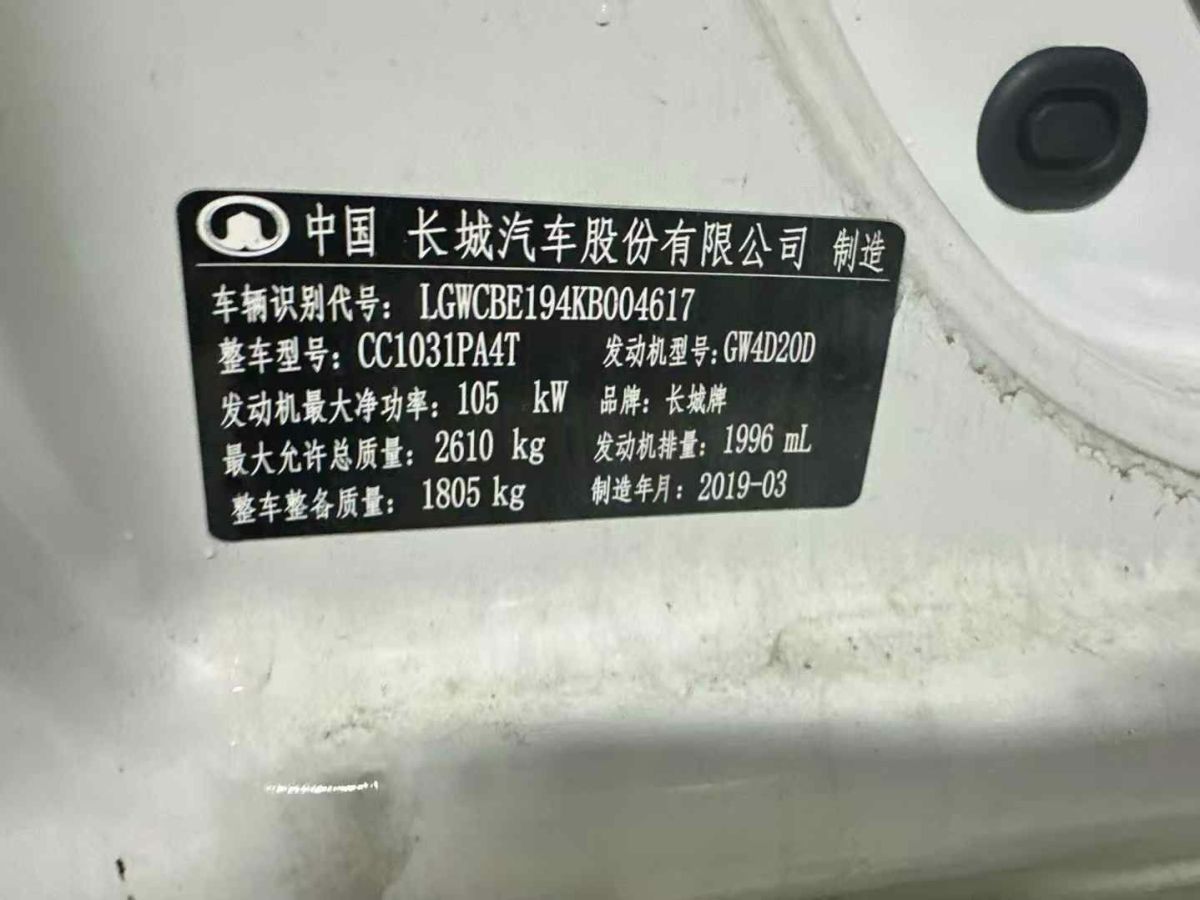 中国 长城汽车股份有限公司 制造
车辆识别代号: LGWCBE194KB004617
整车型号: CC1031PA4T 发动机型号: GW4D20D
发动机最大净功率: 105 kW 品牌: 长城牌
最大允许总质量: 2610 kg 发动机排量: 1996 mL
整车整备质量: 1805 kg 制造年月: 2019-03